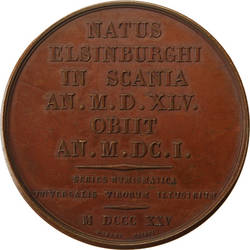 NATUS
ELSINBURGHI
IN SCANIA
AN. M. D. XLV.
OBIIT
AN. M. DC. I.
SERIES NUMISMATICA
UNIVERSALIS VIRORUM ILLUSTRIUM
M DCCC XXV